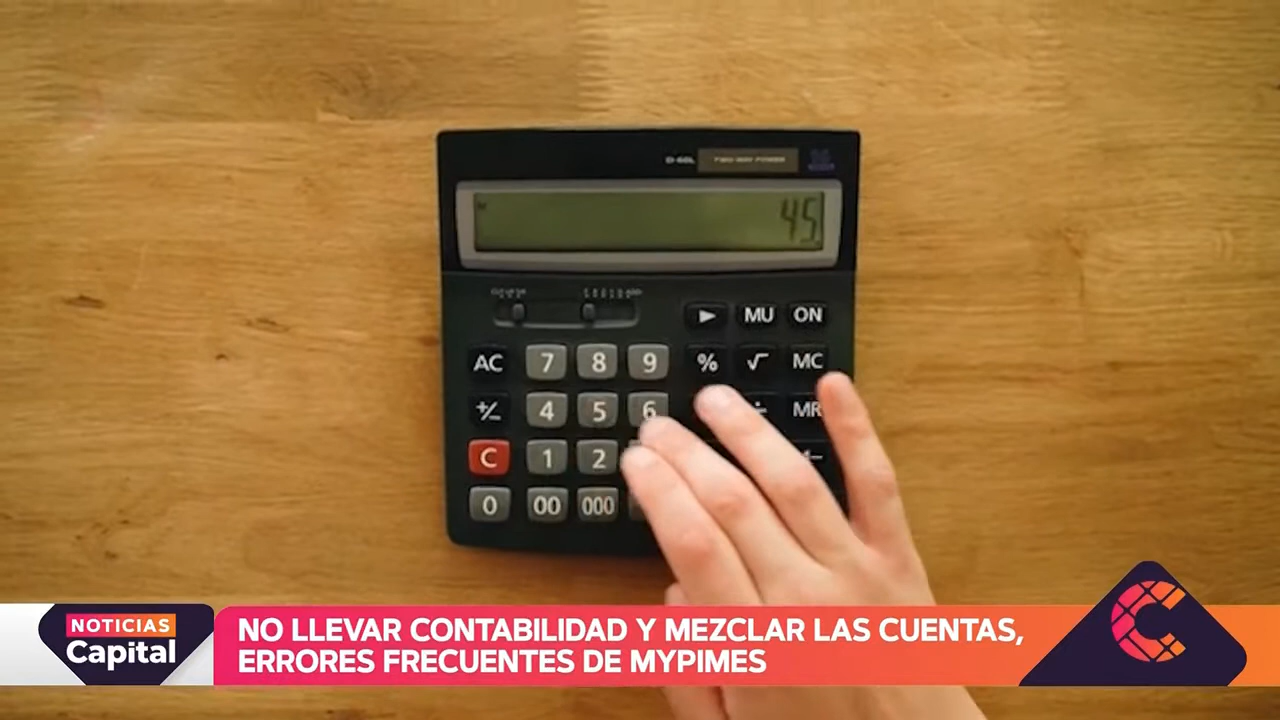 45
MU ON
AC 7 8 9 % √ MC
+/− 4 5 6 ÷ MR
C 1 2
0 00 000
NOTICIAS
Capital
NO LLEVAR CONTABILIDAD Y MEZCLAR LAS CUENTAS,
ERRORES FRECUENTES DE MYPIMES